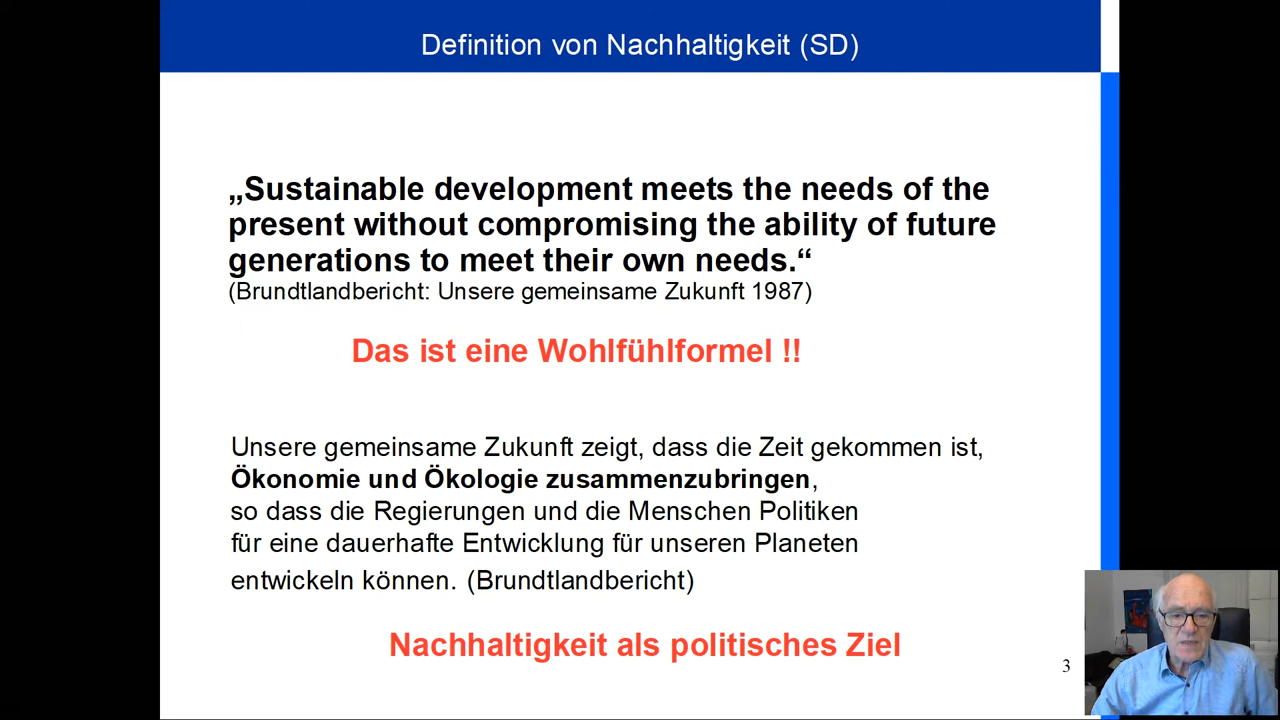 Definition von Nachhaltigkeit (SD)
„Sustainable development meets the needs of the
present without compromising the ability of future
generations to meet their own needs.“
(Brundtlandbericht: Unsere gemeinsame Zukunft 1987)
Das ist eine Wohlfühlformel !!
Unsere gemeinsame Zukunft zeigt, dass die Zeit gekommen ist,
Ökonomie und Ökologie zusammenzubringen,
so dass die Regierungen und die Menschen Politiken
für eine dauerhafte Entwicklung für unseren Planeten
entwickeln können. (Brundtlandbericht)
Nachhaltigkeit als politisches Ziel
3